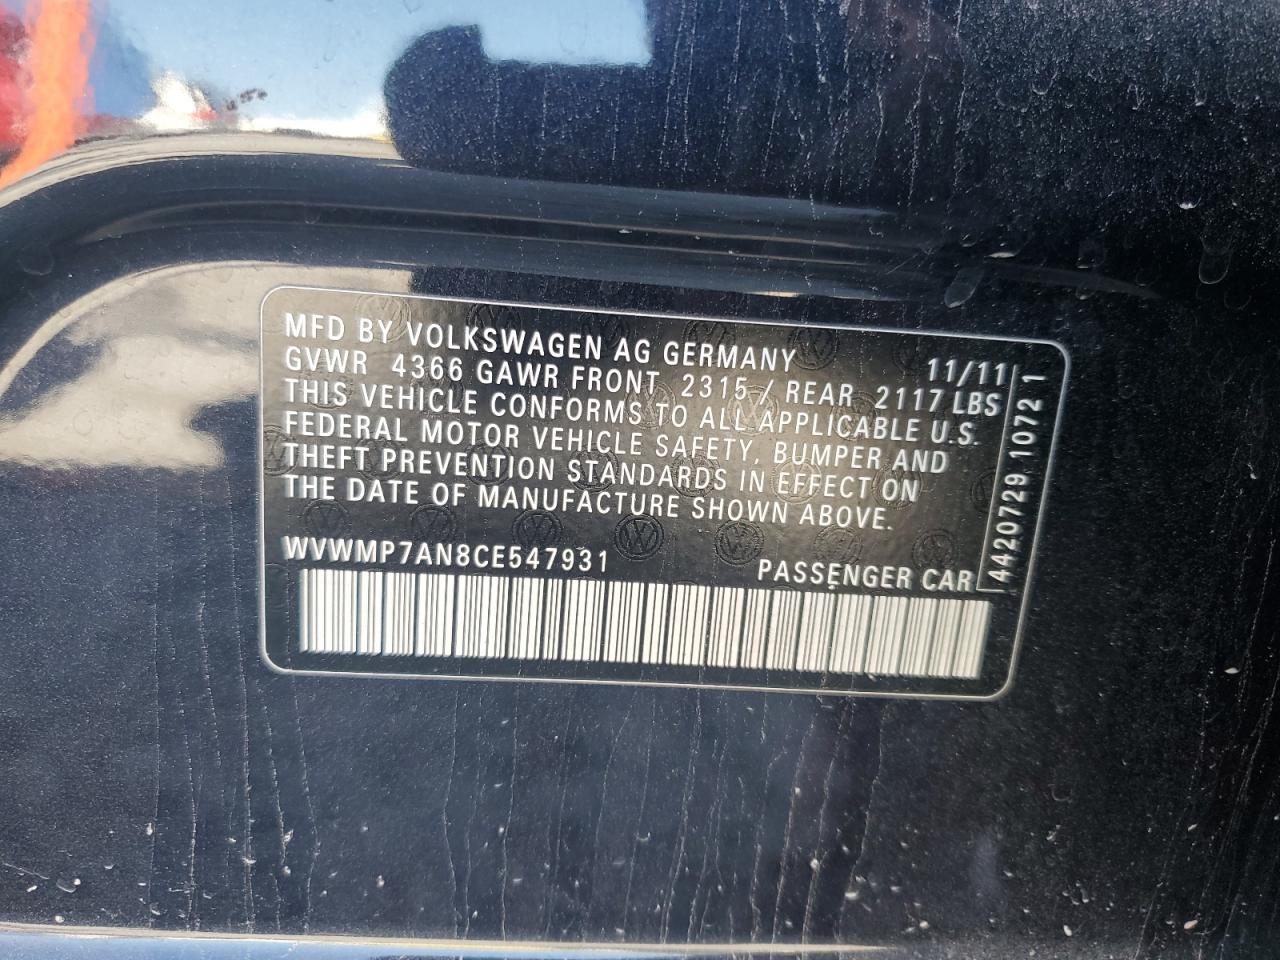 MFD BY VOLKSWAGEN AG GERMANY 11/11
GVWR 4366 GAWR FRONT 2315 / REAR 2117 LBS
THIS VEHICLE CONFORMS TO ALL APPLICABLE U.S.
FEDERAL MOTOR VEHICLE SAFETY, BUMPER AND
THEFT PREVENTION STANDARDS IN EFFECT ON
THE DATE OF MANUFACTURE SHOWN ABOVE.
WVWMP7AN8CE547931 PASSENGER CAR
4420729 1072 1